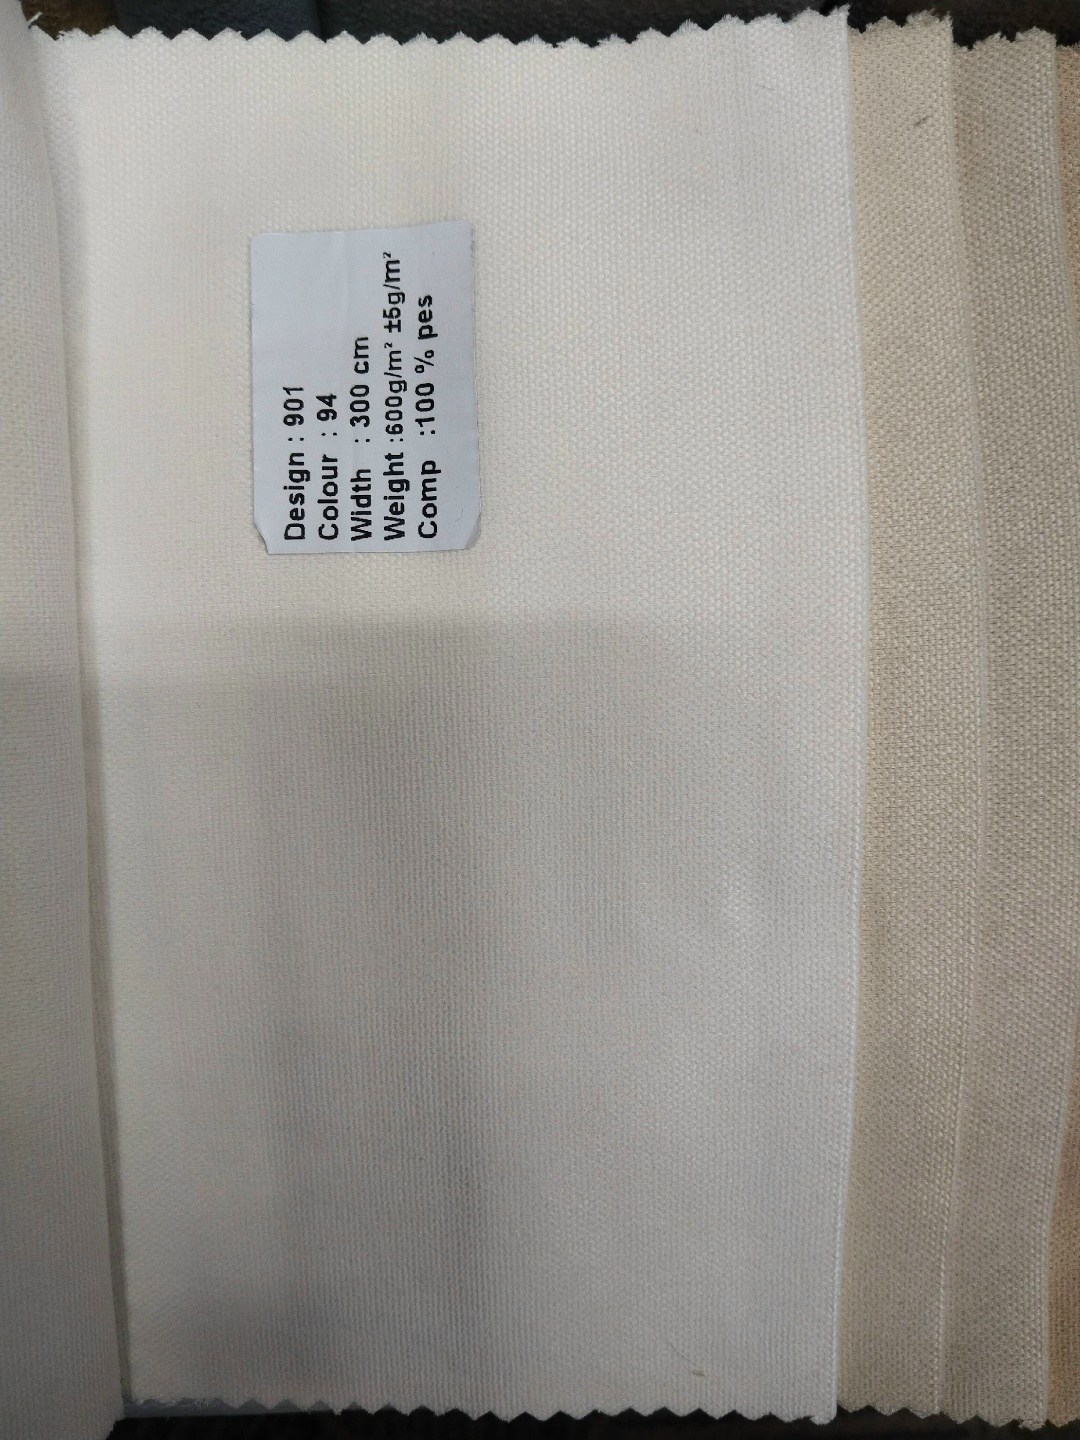 Design : 901
Colour : 94
Width : 300 cm
Weight :600g/m² ±5g/m²
Comp :100 % pes